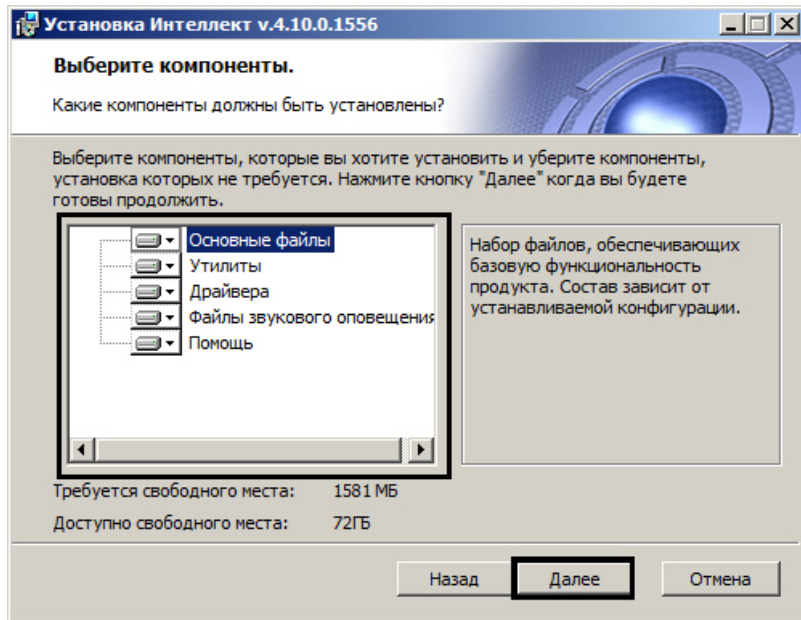 Установка Интеллект v.4.10.0.1556
Выберите компоненты.
Какие компоненты должны быть установлены?
Выберите компоненты, которые вы хотите установить и уберите компоненты,
установка которых не требуется. Нажмите кнопку "Далее" когда вы будете
готовы продолжить.
Основные файлы
Утилиты
Драйвера
Файлы звукового оповещения
Помощь
Набор файлов, обеспечивающих
базовую функциональность
продукта. Состав зависит от
устанавливаемой конфигурации.
Требуется свободного места: 1581 МБ
Доступно свободного места: 72ГБ
Назад Далее Отмена